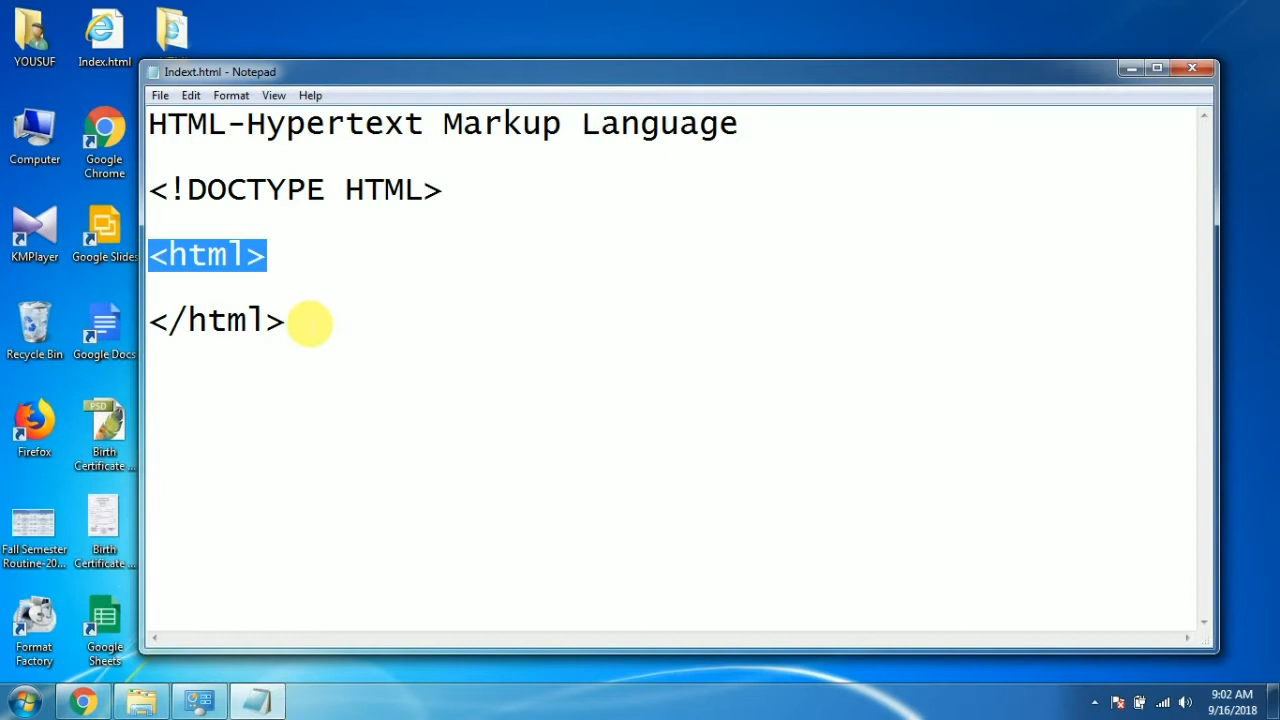 YOUSUF
Index.html
Indext.html - Notepad
File Edit Format View Help
HTML-Hypertext Markup Language
<!DOCTYPE HTML>
<html>
</html>
Computer
Google
Chrome
KMPlayer
Google Slides
Recycle Bin
Google Docs
Firefox
PSD
Birth
Certificate ...
Fall Semester
Routine-20...
Birth
Certificate ...
Format
Factory
Google
Sheets
9:02 AM
9/16/2018